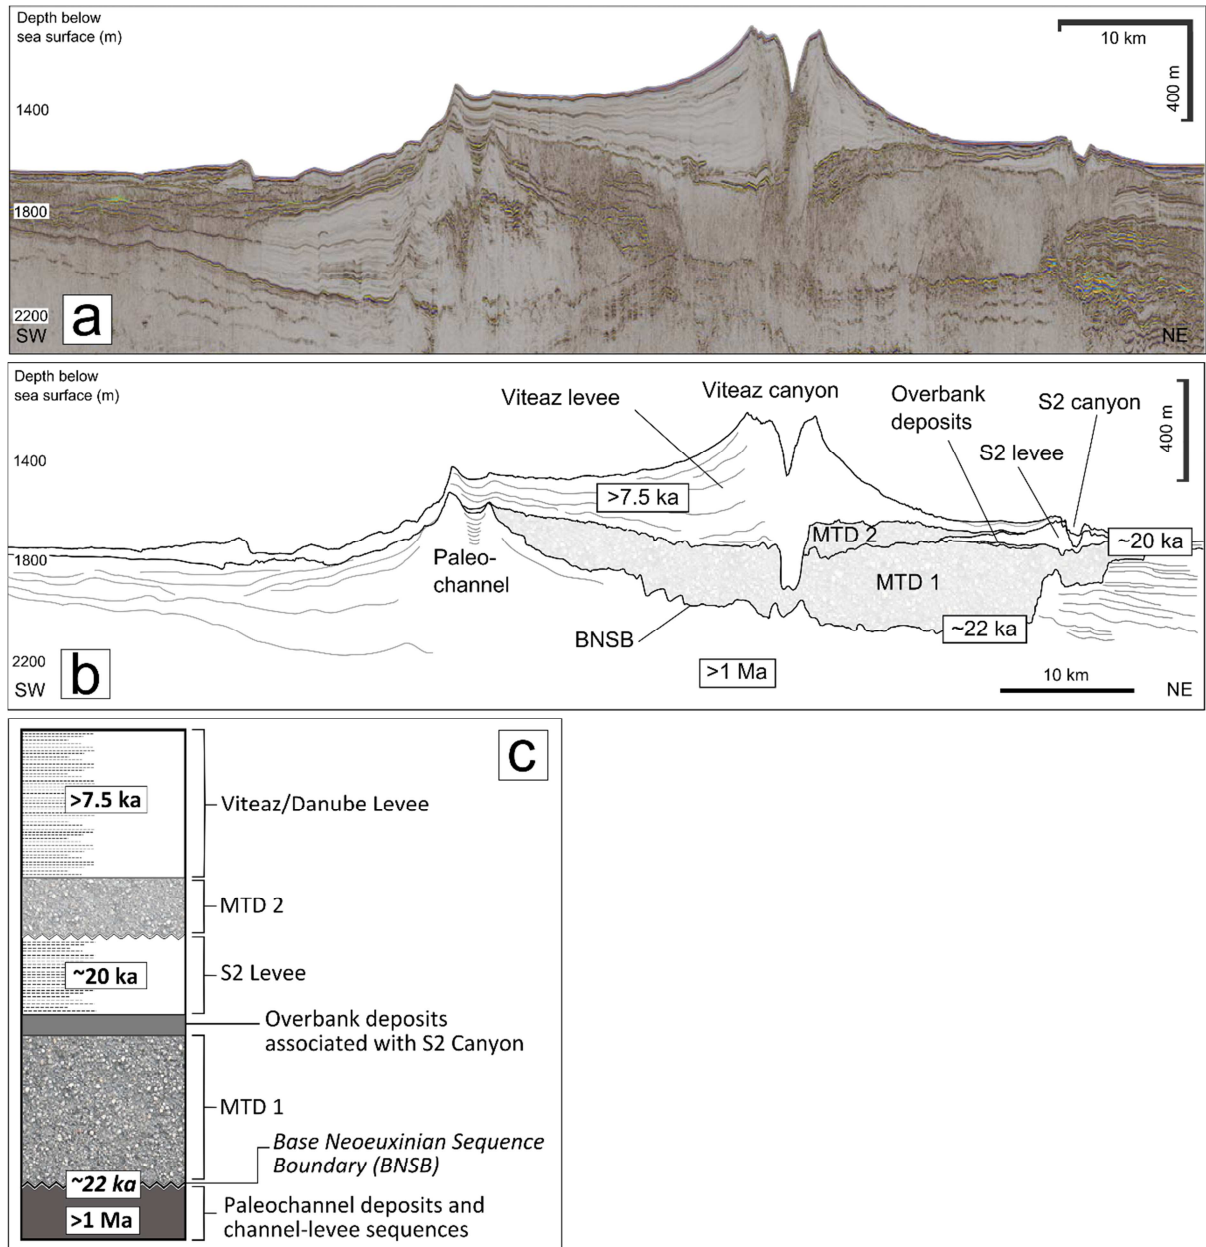 Depth below
sea surface (m)
10 km
400 m
1400
1800
2200
SW
a
NE
Depth below
sea surface (m)
Viteaz levee
Viteaz canyon
Overbank
deposits
S2 canyon
S2 levee
400 m
1400
>7.5 ka
MTD 2
~20 ka
1800
Paleo-
channel
MTD 1
BNSB
~22 ka
2200
>1 Ma
10 km
SW
b
NE
c
>7.5 ka
Viteaz/Danube Levee
MTD 2
~20 ka
S2 Levee
Overbank deposits
associated with S2 Canyon
MTD 1
Base Neoeuxinian Sequence
Boundary (BNSB)
~22 ka
>1 Ma
Paleochannel deposits and
channel-levee sequences